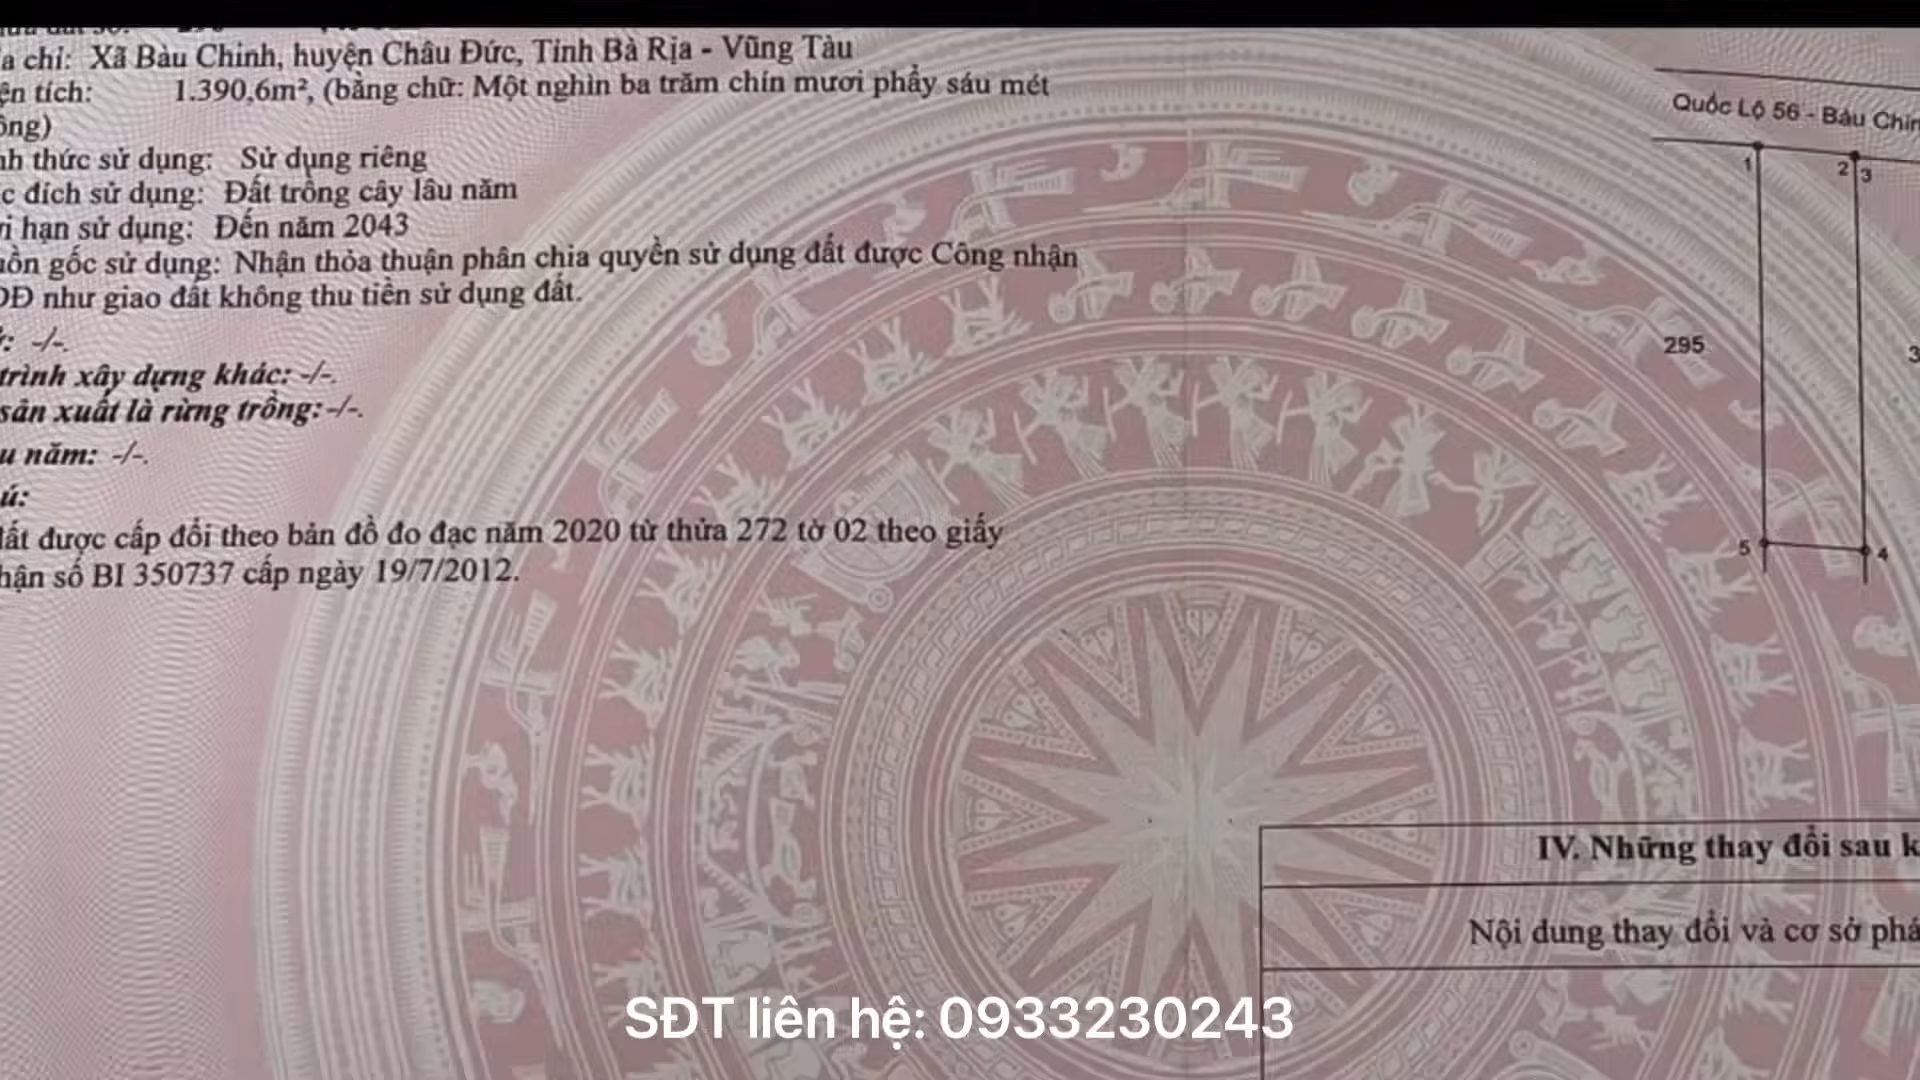 a chỉ: Xã Bàu Chinh, huyện Châu Đức, Tỉnh Bà Rịa - Vũng Tàu
ện tích: 1.390,6m², (bằng chữ: Một nghìn ba trăm chín mươi phẩy sáu mét
ông)
nh thức sử dụng: Sử dụng riêng
c đích sử dụng: Đất trồng cây lâu năm
ời hạn sử dụng: Đến năm 2043
uồn gốc sử dụng: Nhận thỏa thuận phân chia quyền sử dụng đất được Công nhận
DĐ như giao đất không thu tiền sử dụng đất.
: -/-.
trình xây dựng khác: -/-.
sản xuất là rừng trồng: -/-.
u năm: -/-.
ú:
đất được cấp đổi theo bản đồ đo đạc năm 2020 từ thửa 272 tờ 02 theo giấy
hận số BI 350737 cấp ngày 19/7/2012.
Quốc Lộ 56 - Bàu Chin
1
2
3
295
3
5
4
IV. Những thay đổi sau k
Nội dung thay đổi và cơ sở phá
SĐT liên hệ: 0933230243